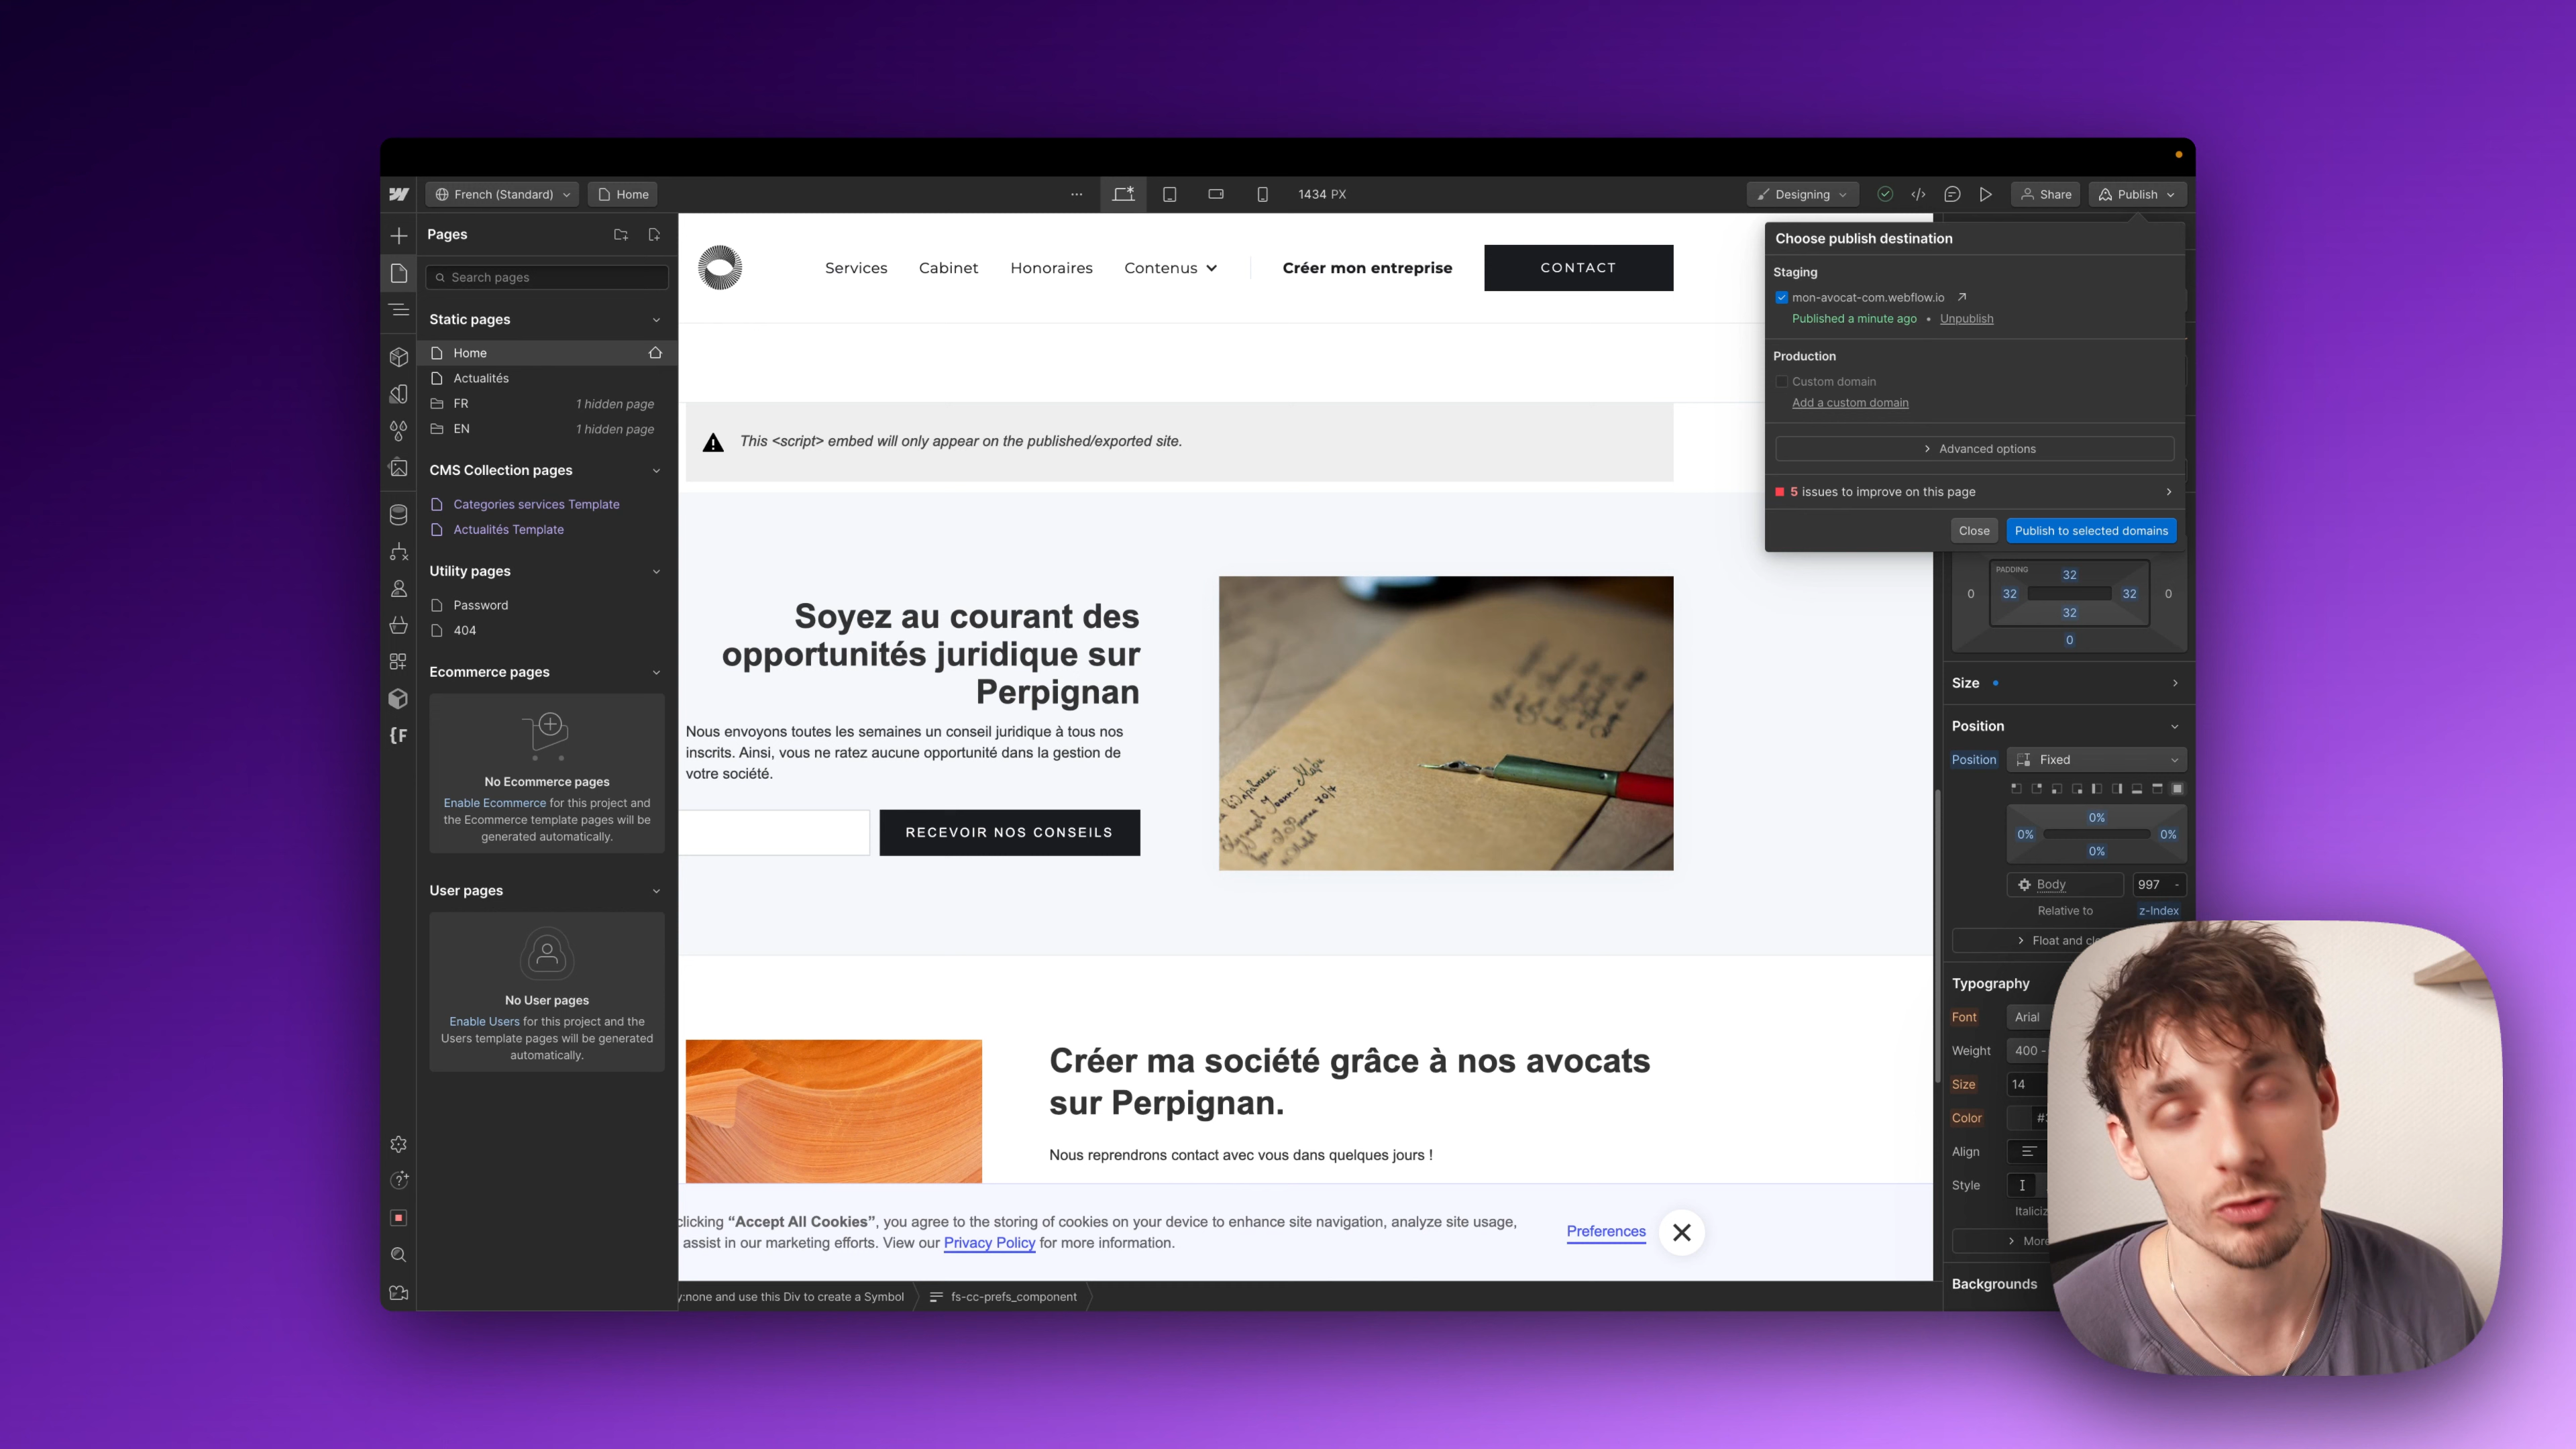 French (Standard)
Home
1434 PX
Designing
Share
Publish
Pages
Search pages
Static pages
Home
Actualités
FR
1 hidden page
EN
1 hidden page
CMS Collection pages
Categories services Template
Actualités Template
Utility pages
Password
404
Ecommerce pages
No Ecommerce pages
Enable Ecommerce for this project and
the Ecommerce template pages will be
generated automatically.
User pages
No User pages
Enable Users for this project and the
Users template pages will be generated
automatically.
{F
Services
Cabinet
Honoraires
Contenus
Créer mon entreprise
CONTACT
This <script> embed will only appear on the published/exported site.
Soyez au courant des
opportunités juridique sur
Perpignan
Nous envoyons toutes les semaines un conseil juridique à tous nos
inscrits. Ainsi, vous ne ratez aucune opportunité dans la gestion de
votre société.
RECEVOIR NOS CONSEILS
Créer ma société grâce à nos avocats
sur Perpignan.
Nous reprendrons contact avec vous dans quelques jours !
clicking “Accept All Cookies”, you agree to the storing of cookies on your device to enhance site navigation, analyze site usage,
assist in our marketing efforts. View our Privacy Policy for more information.
Preferences
y:none and use this Div to create a Symbol
fs-cc-prefs_component
Choose publish destination
Staging
mon-avocat-com.webflow.io
Published a minute ago • Unpublish
Production
Custom domain
Add a custom domain
Advanced options
5 issues to improve on this page
Close
Publish to selected domains
PADDING
32
0
32
32
0
32
0
Size
Position
Position
Fixed
0%
0%
0%
0%
Body
997
-
Relative to
z-Index
Float and cl
Typography
Font
Arial
Weight
400 -
Size
14
Color
#
Align
Style
Italiciz
More
Backgrounds